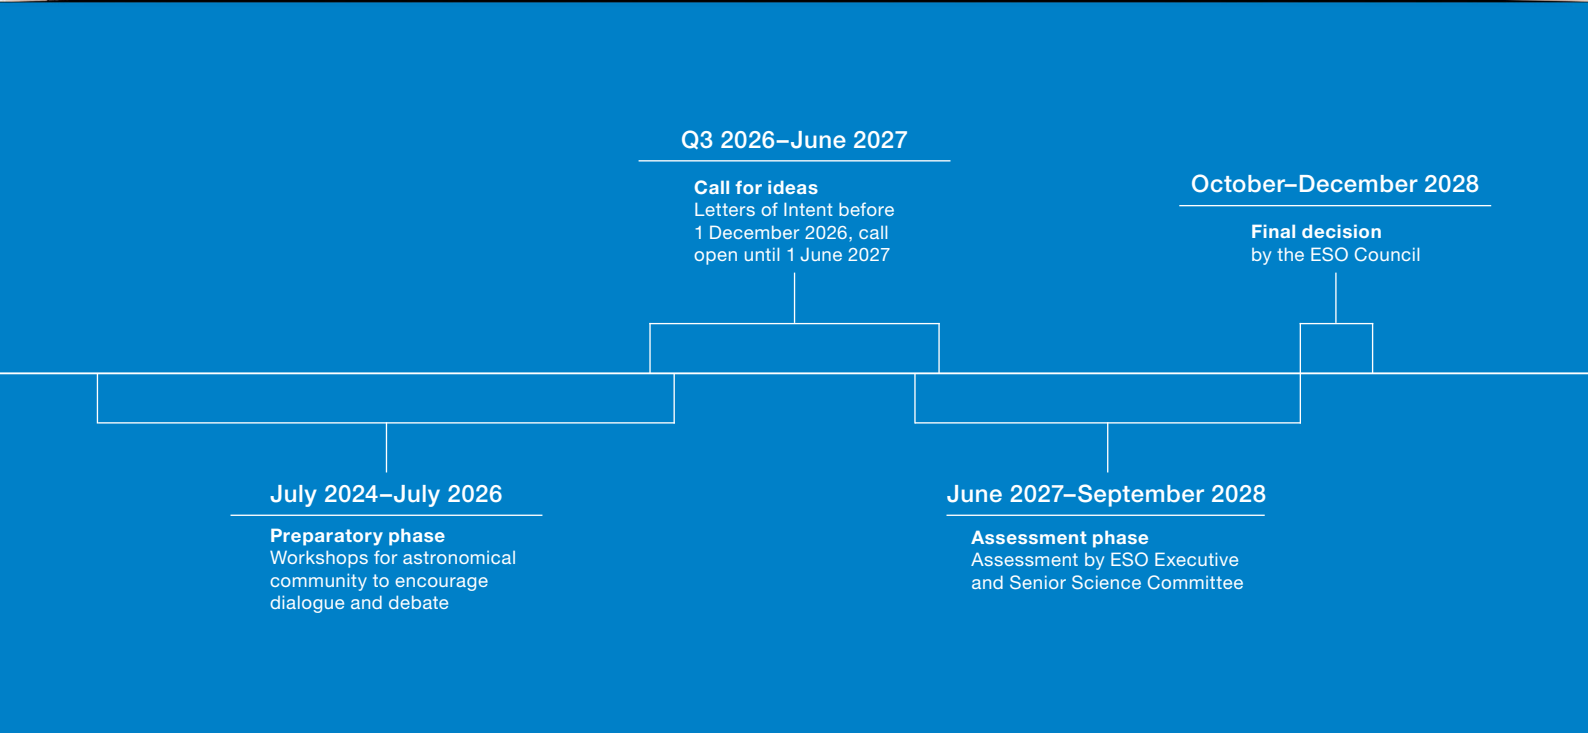 Q3 2026–June 2027
Call for ideas
Letters of Intent before
1 December 2026, call
open until 1 June 2027
October–December 2028
Final decision
by the ESO Council
July 2024–July 2026
Preparatory phase
Workshops for astronomical
community to encourage
dialogue and debate
June 2027–September 2028
Assessment phase
Assessment by ESO Executive
and Senior Science Committee